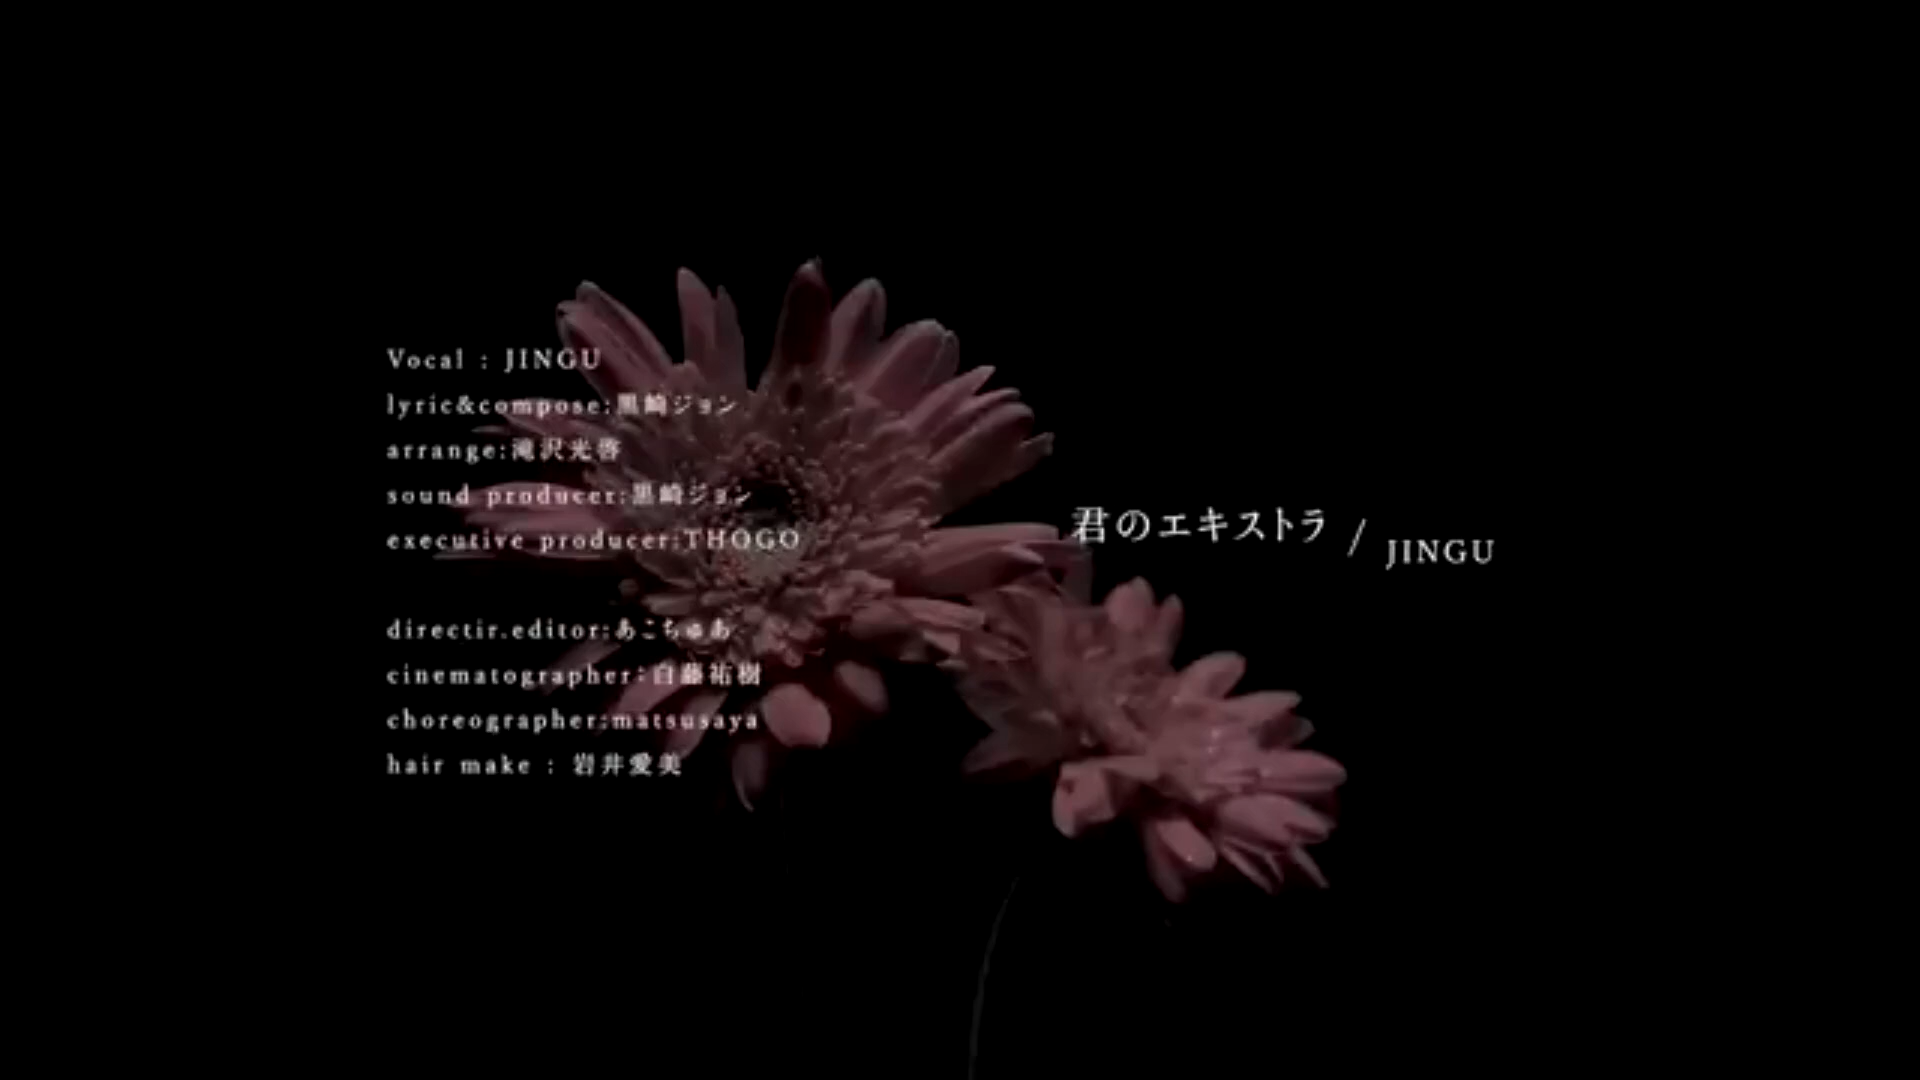 Vocal : JINGU
lyric&compose:黒崎ジョン
arrange:滝沢光啓
sound producer:黒崎ジョン
executive producer:THOGO
directir.editor:あこちゅあ
cinematographer:白藤祐樹
choreographer:matsusaya
hair make : 岩井愛美
君のエキストラ / JINGU